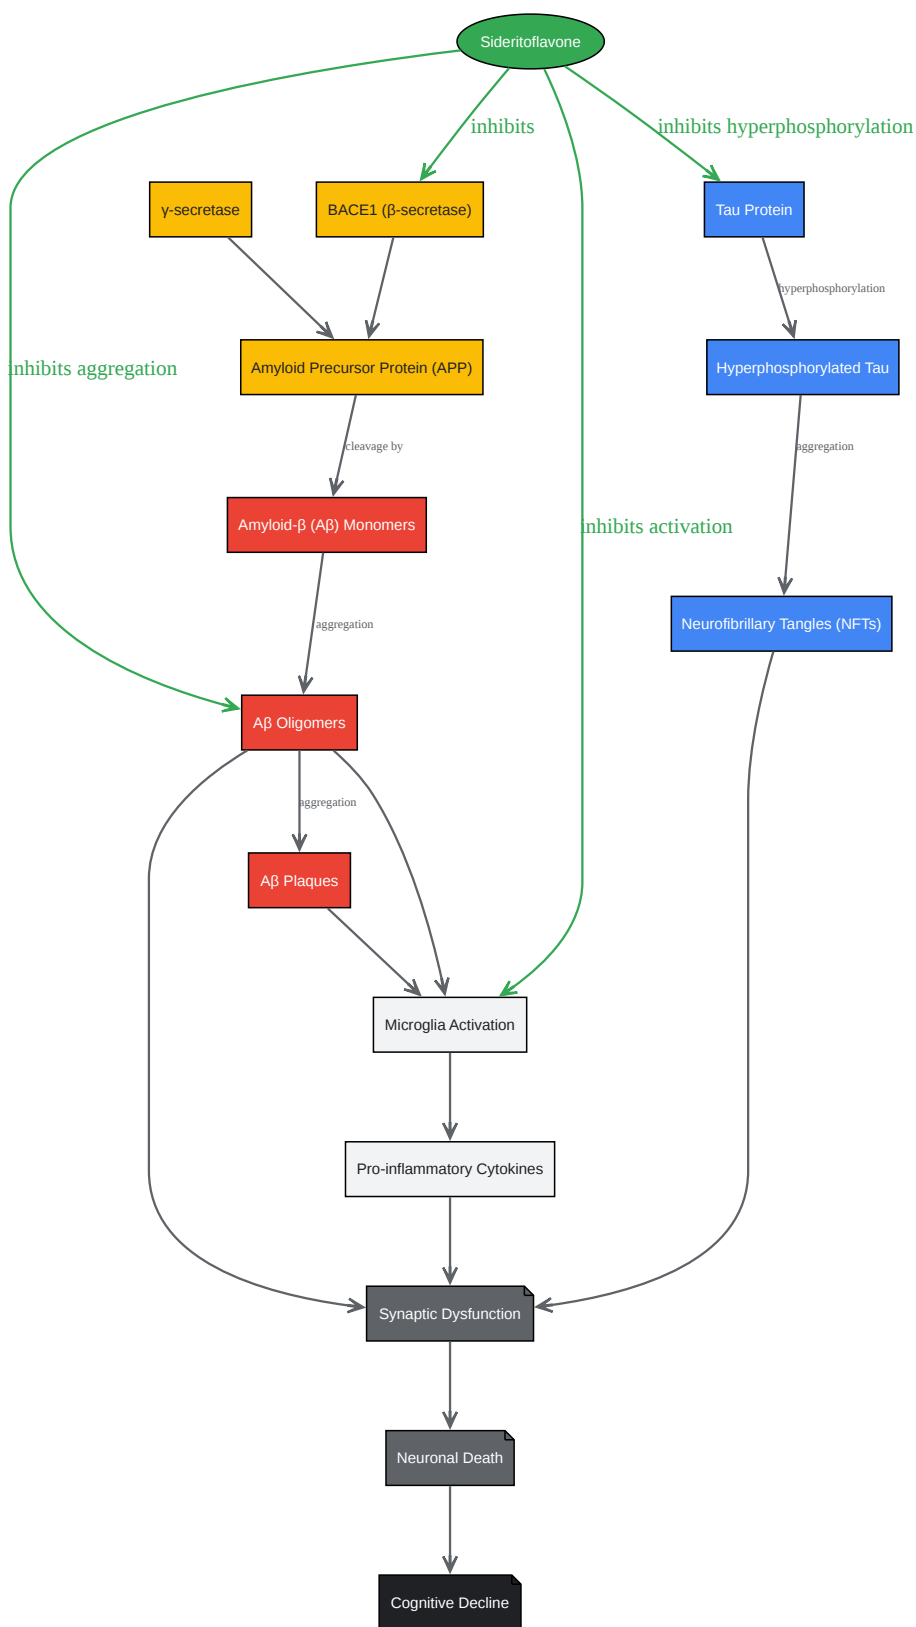 Sideritoflavone
inhibits
inhibits hyperphosphorylation
γ-secretase
BACE1 (β-secretase)
Tau Protein
hyperphosphorylation
inhibits aggregation
Amyloid Precursor Protein (APP)
Hyperphosphorylated Tau
cleavage by
aggregation
Amyloid-β (Aβ) Monomers
inhibits activation
aggregation
Neurofibrillary Tangles (NFTs)
Aβ Oligomers
aggregation
Aβ Plaques
Microglia Activation
Pro-inflammatory Cytokines
Synaptic Dysfunction
Neuronal Death
Cognitive Decline